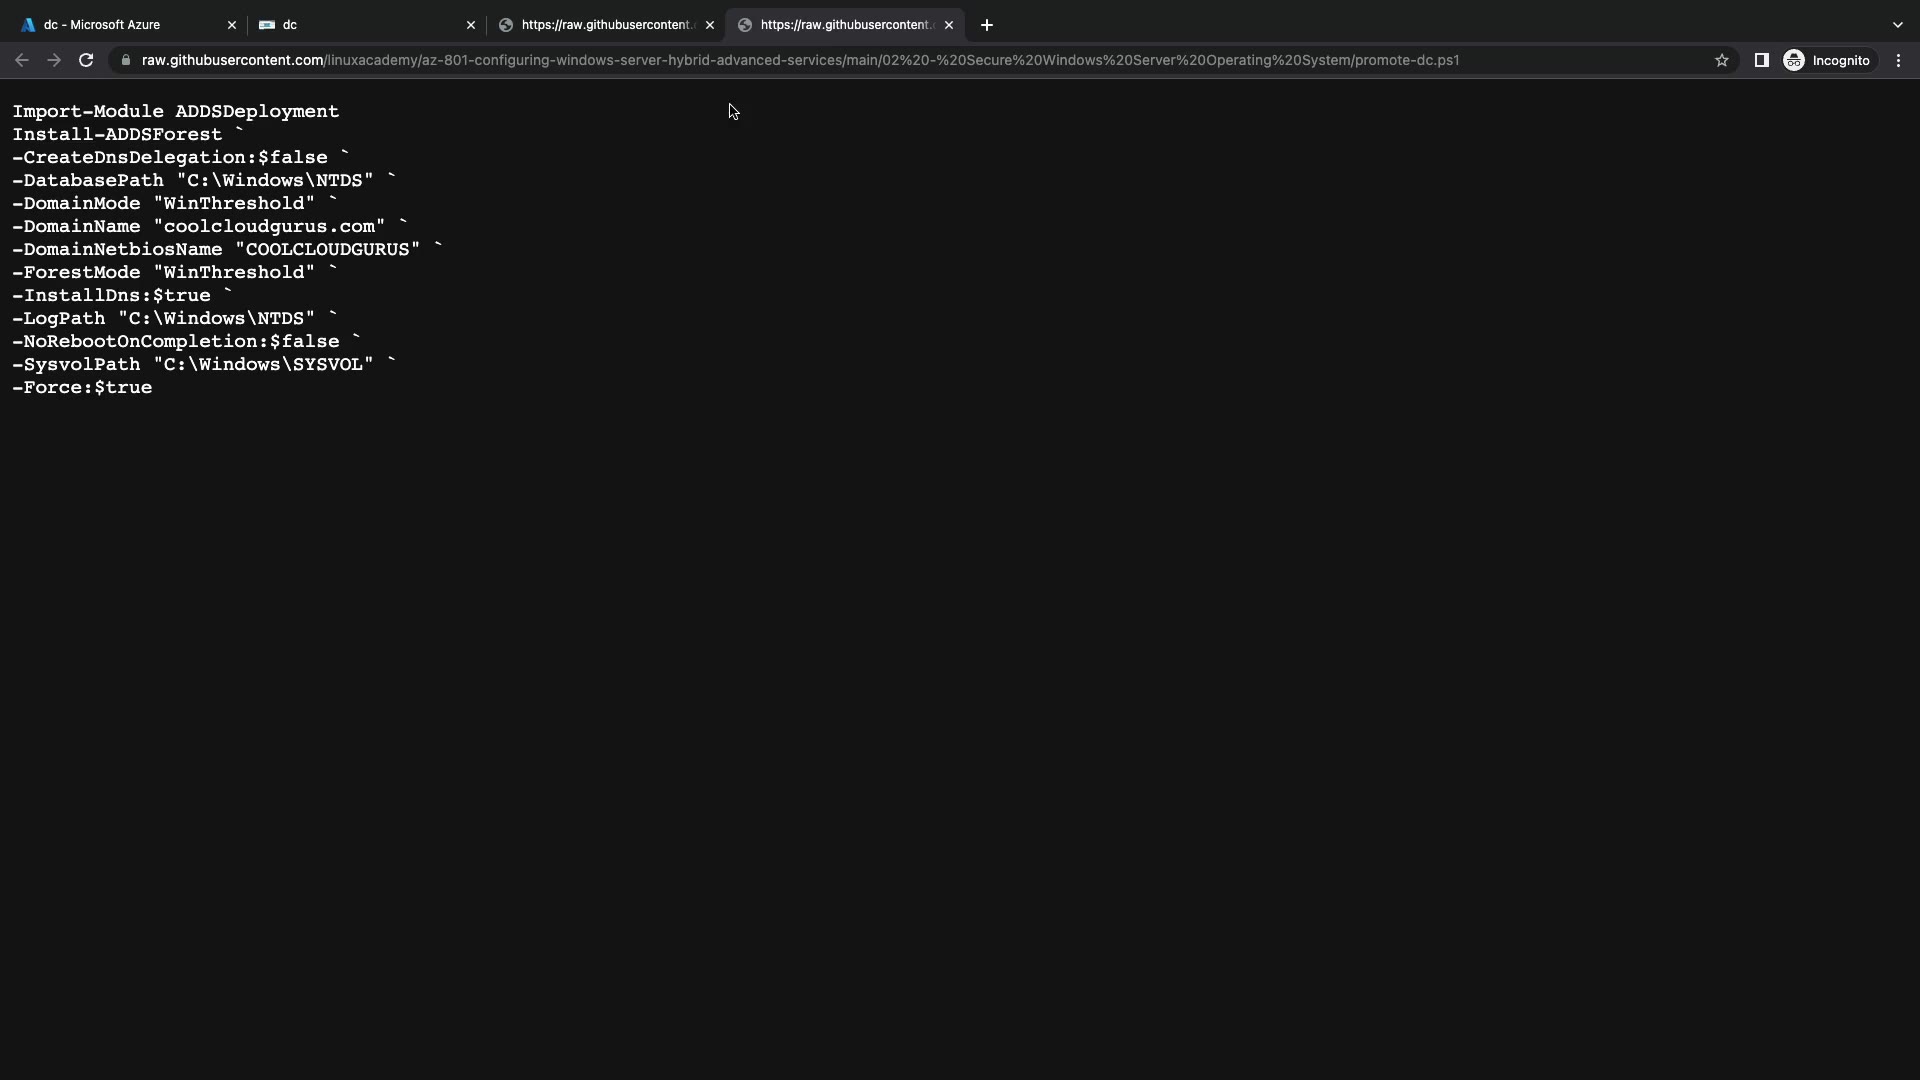 dc - Microsoft Azure
dc
https://raw.githubusercontent.
https://raw.githubusercontent.
raw.githubusercontent.com/linuxacademy/az-801-configuring-windows-server-hybrid-advanced-services/main/02%20-%20Secure%20Windows%20Server%20Operating%20System/promote-dc.ps1
Incognito
Import-Module ADDSDeployment
Install-ADDSForest `
-CreateDnsDelegation:$false `
-DatabasePath "C:\Windows\NTDS" `
-DomainMode "WinThreshold" `
-DomainName "coolcloudgurus.com" `
-DomainNetbiosName "COOLCLOUDGURUS" `
-ForestMode "WinThreshold" `
-InstallDns:$true `
-LogPath "C:\Windows\NTDS" `
-NoRebootOnCompletion:$false `
-SysvolPath "C:\Windows\SYSVOL" `
-Force:$true